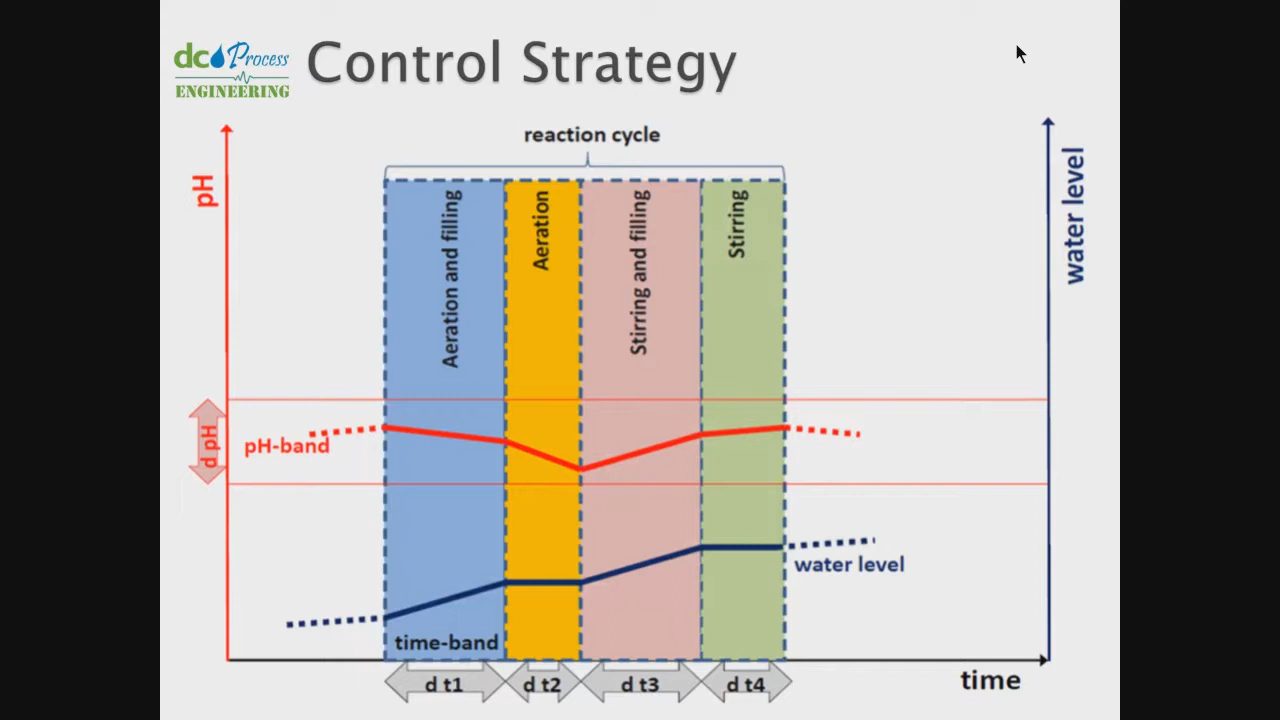 dc Process
ENGINEERING
Control Strategy
reaction cycle
pH
water level
Aeration and filling
Aeration
Stirring and filling
Stirring
d pH
pH-band
water level
time-band
time
d t1
d t2
d t3
d t4